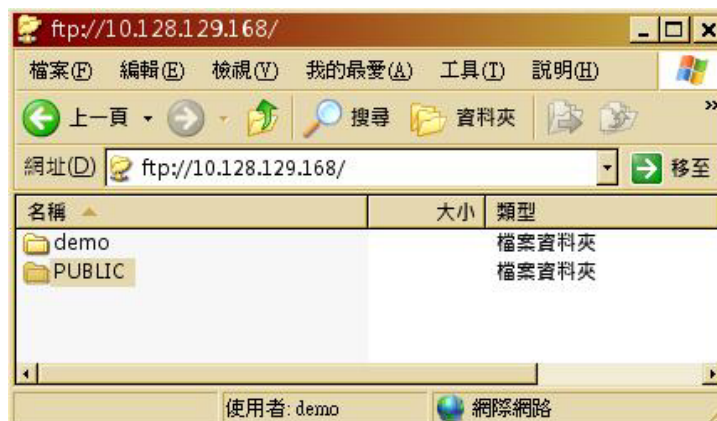 ftp://10.128.129.168/
檔案(F) 編輯(E) 檢視(V) 我的最愛(A) 工具(T) 說明(H)
上一頁 搜尋 資料夾 »
網址(D) ftp://10.128.129.168/ 移至
名稱 大小 類型
demo 檔案資料夾
PUBLIC 檔案資料夾
使用者: demo 網際網路